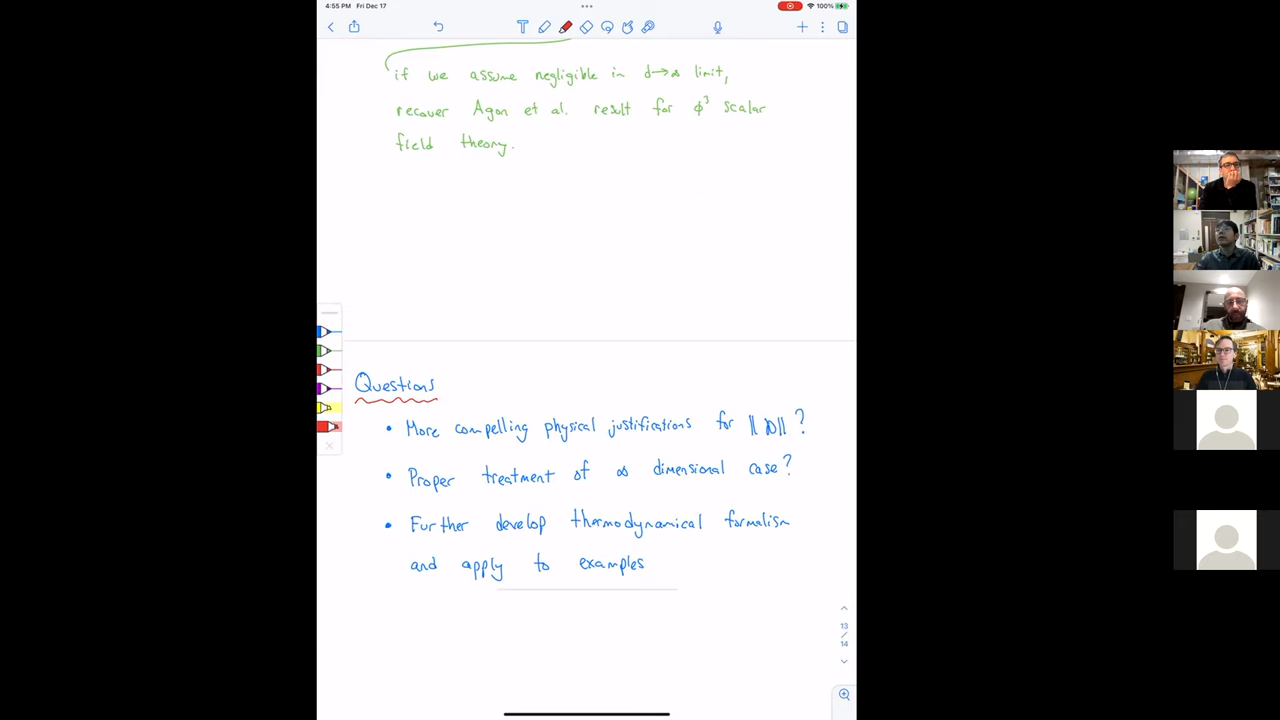 4:55 PM Fri Dec 17
100%
if we assume negligible in d→∞ limit,
recover Agon et al. result for ϕ³ scalar
field theory.
Questions
• More compelling physical justifications for ||𝔻|| ?
• Proper treatment of ∞ dimensional case?
• Further develop thermodynamical formalism
and apply to examples
13
/
14